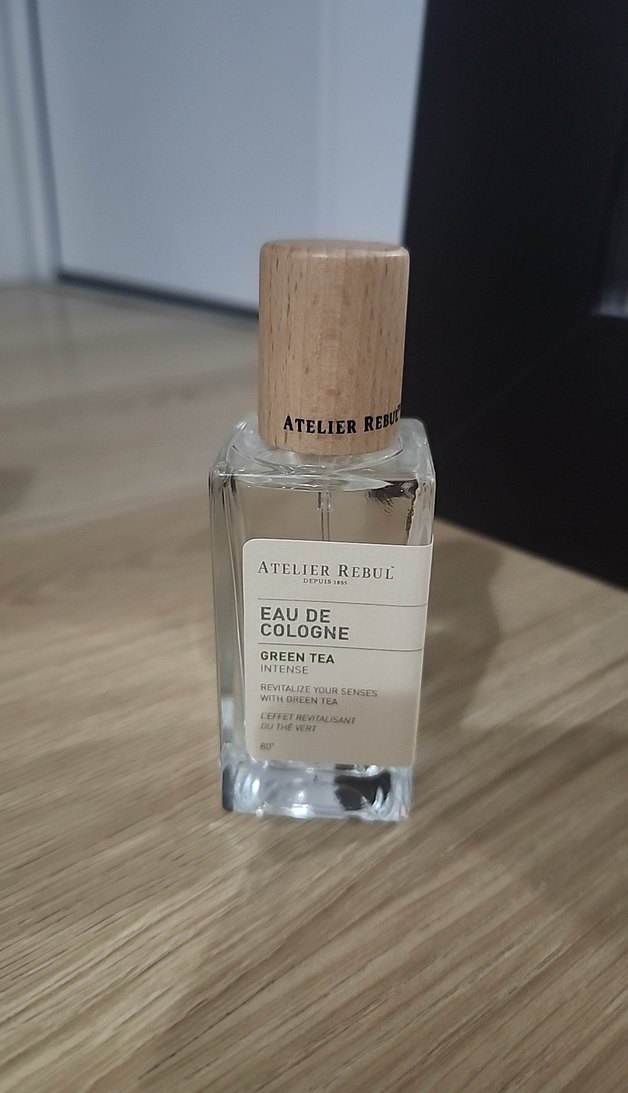 ATELIER REBUL
ATELIER REBUL™
DEPUIS 1895
EAU DE
COLOGNE
GREEN TEA
INTENSE
REVITALIZE YOUR SENSES
WITH GREEN TEA
L'EFFET REVITALISANT
DU THÉ VERT
80°